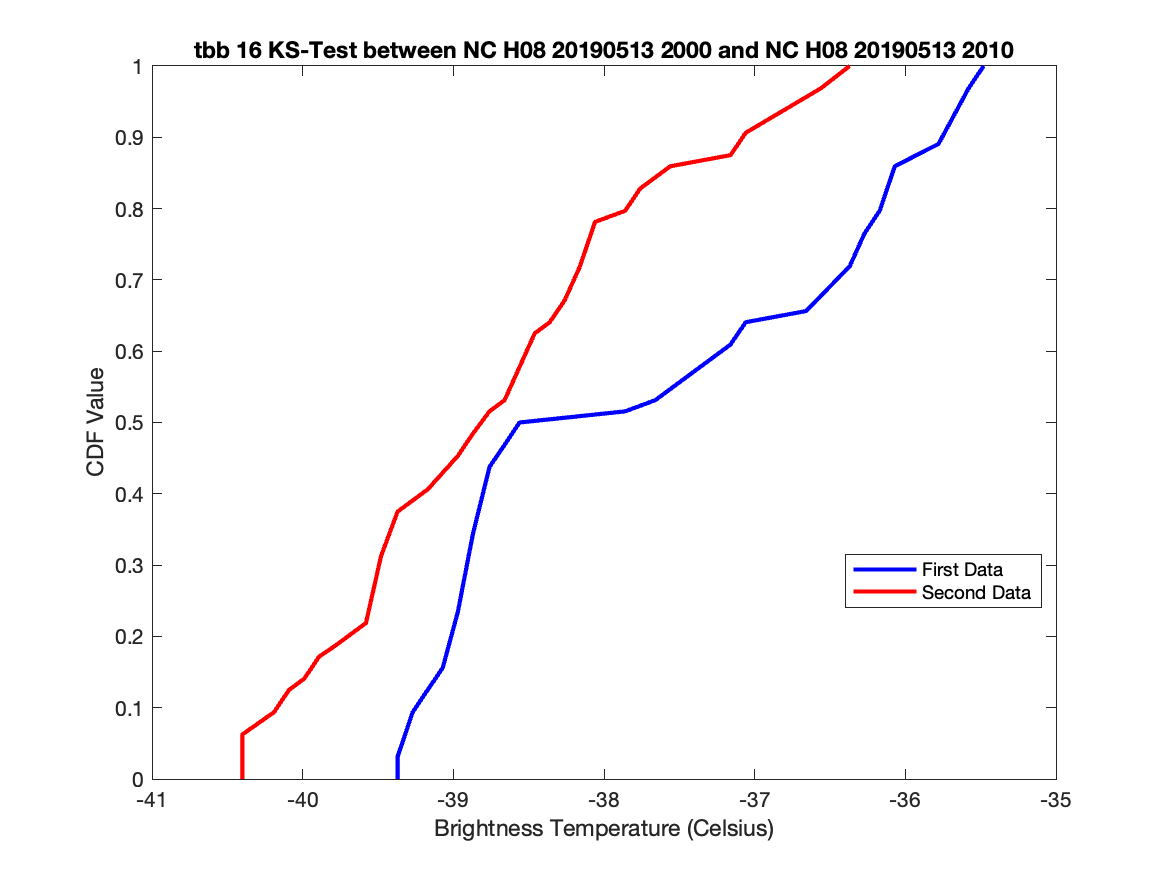 tbb 16 KS-Test between NC H08 20190513 2000 and NC H08 20190513 2010
1
0.9
0.8
0.7
0.6
0.5
0.4
0.3
0.2
0.1
0
CDF Value
First Data
Second Data
-41 -40 -39 -38 -37 -36 -35
Brightness Temperature (Celsius)